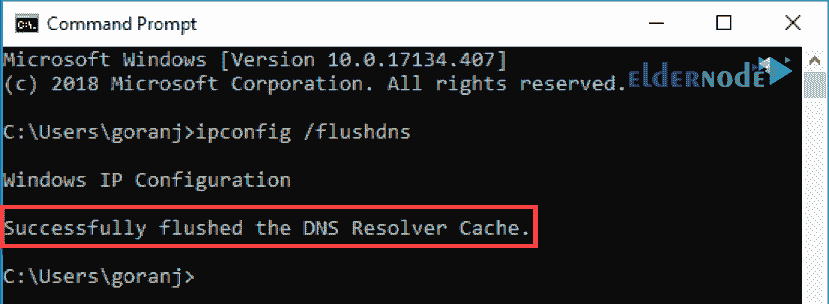 Command Prompt
Microsoft Windows [Version 10.0.17134.407]
(c) 2018 Microsoft Corporation. All rights reserved.
eldernode
C:\Users\goranj>ipconfig /flushdns
Windows IP Configuration
Successfully flushed the DNS Resolver Cache.
C:\Users\goranj>